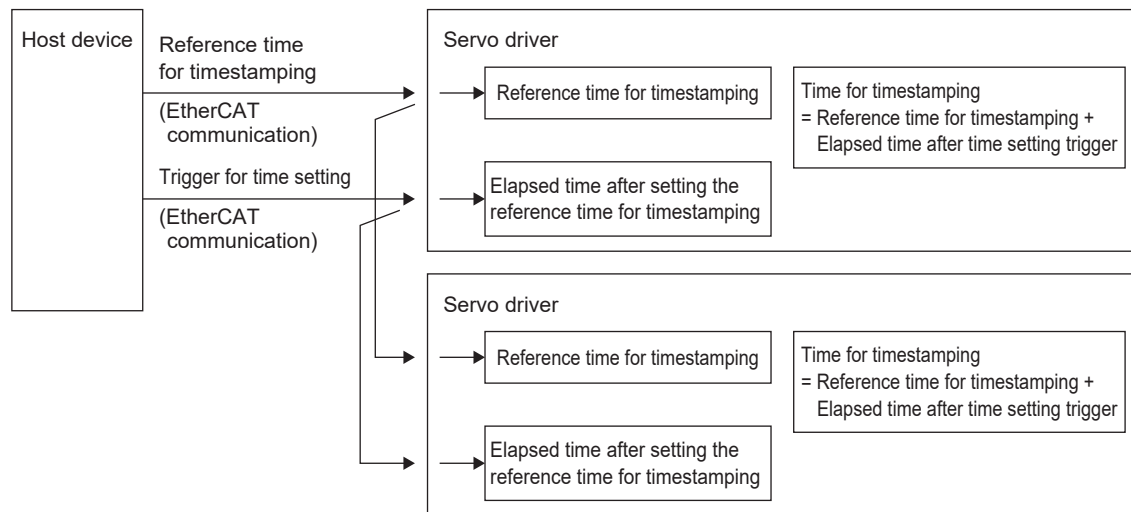 Host device
Reference time
for timestamping
(EtherCAT
communication)
Trigger for time setting
(EtherCAT
communication)
Servo driver
Reference time for timestamping
Elapsed time after setting the
reference time for timestamping
Time for timestamping
= Reference time for timestamping +
Elapsed time after time setting trigger
Servo driver
Reference time for timestamping
Elapsed time after setting the
reference time for timestamping
Time for timestamping
= Reference time for timestamping +
Elapsed time after time setting trigger